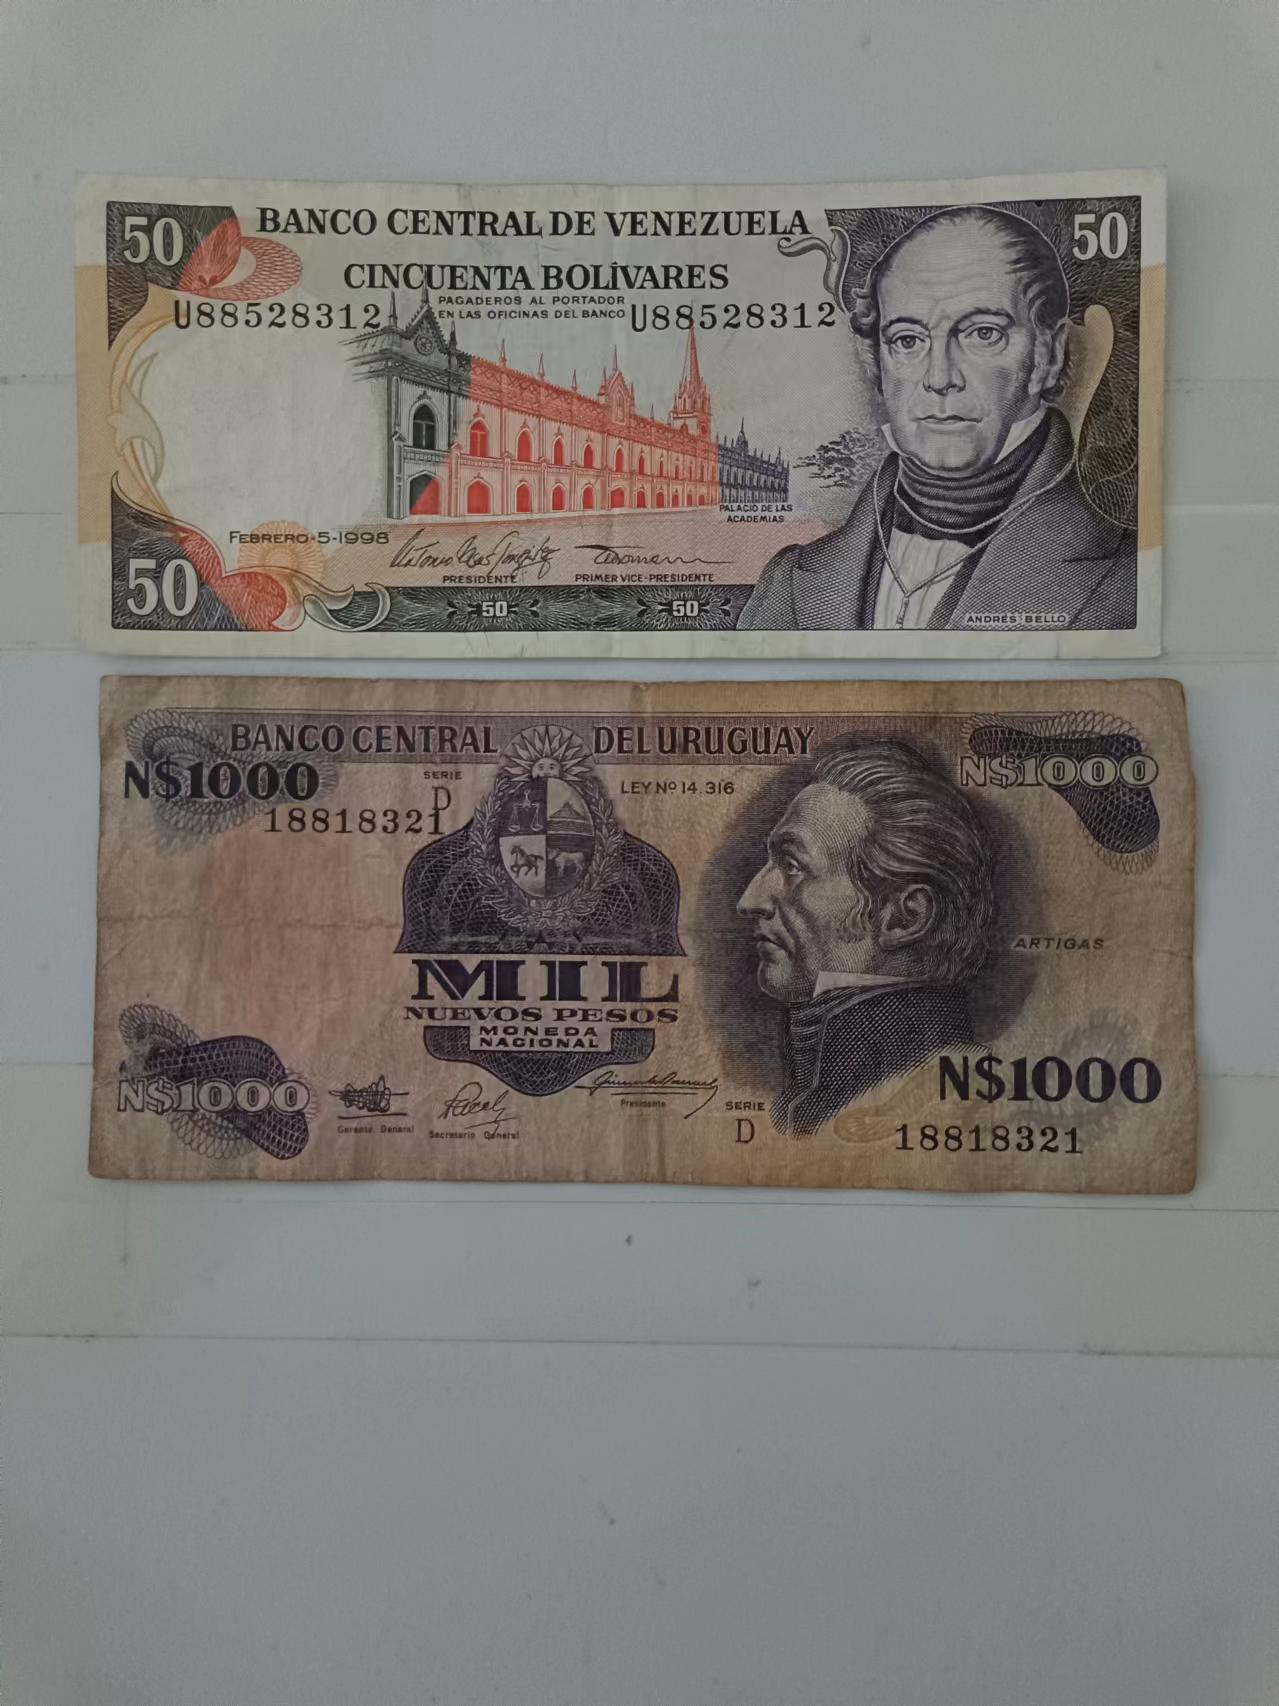 50
BANCO CENTRAL DE VENEZUELA
50
CINCUENTA BOLÍVARES
PAGADEROS AL PORTADOR
EN LAS OFICINAS DEL BANCO
U88528312
U88528312
PALACIO DE LAS
ACADEMIAS
FEBRERO-5-1998
PRESIDENTE
PRIMER VICE-PRESIDENTE
50
50
50
ANDRÉS BELLO
BANCO CENTRAL DEL URUGUAY
N$1000
SERIE
D
LEY Nº 14.316
N$1000
18818321
ARTIGAS
MIL
NUEVOS PESOS
MONEDA
NACIONAL
N$1000
N$1000
Gerente General
Secretario General
Presidente
SERIE
D
18818321